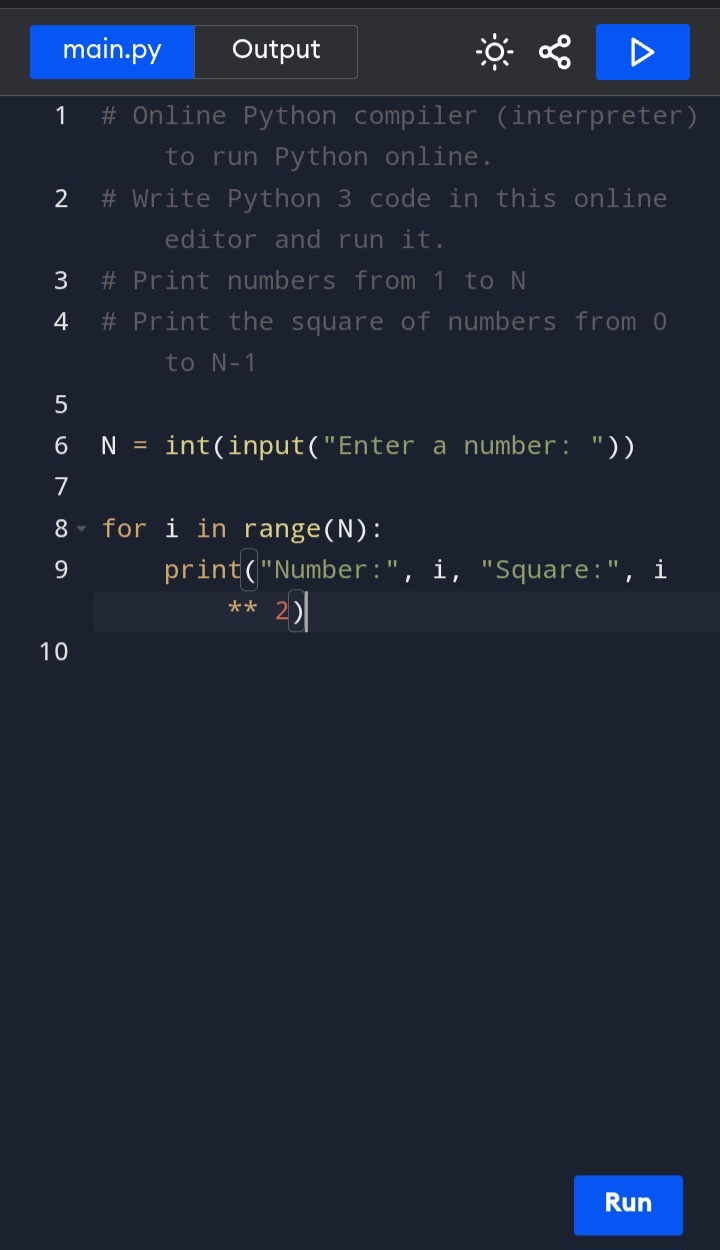 main.py Output
1 # Online Python compiler (interpreter)
to run Python online.
2 # Write Python 3 code in this online
editor and run it.
3 # Print numbers from 1 to N
4 # Print the square of numbers from 0
to N-1
5
6 N = int(input("Enter a number: "))
7
8 for i in range(N):
9 print("Number:", i, "Square:", i
** 2)
10
Run